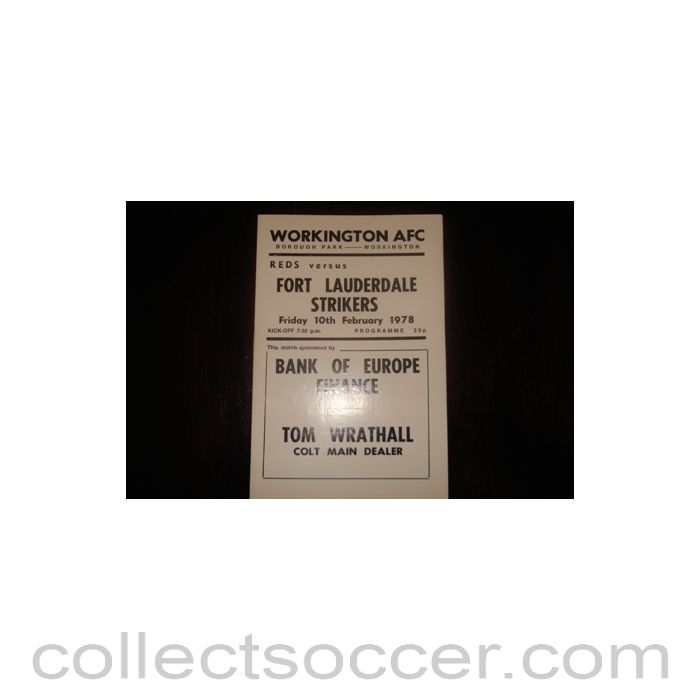 WORKINGTON AFC
BOROUGH PARK — WORKINGTON
REDS versus
FORT LAUDERDALE
STRIKERS
Friday 10th February 1978
KICK-OFF 7-30 p.m. PROGRAMME 20p
This match sponsored by
BANK OF EUROPE
FINANCE
TOM WRATHALL
COLT MAIN DEALER
collectsoccer.com